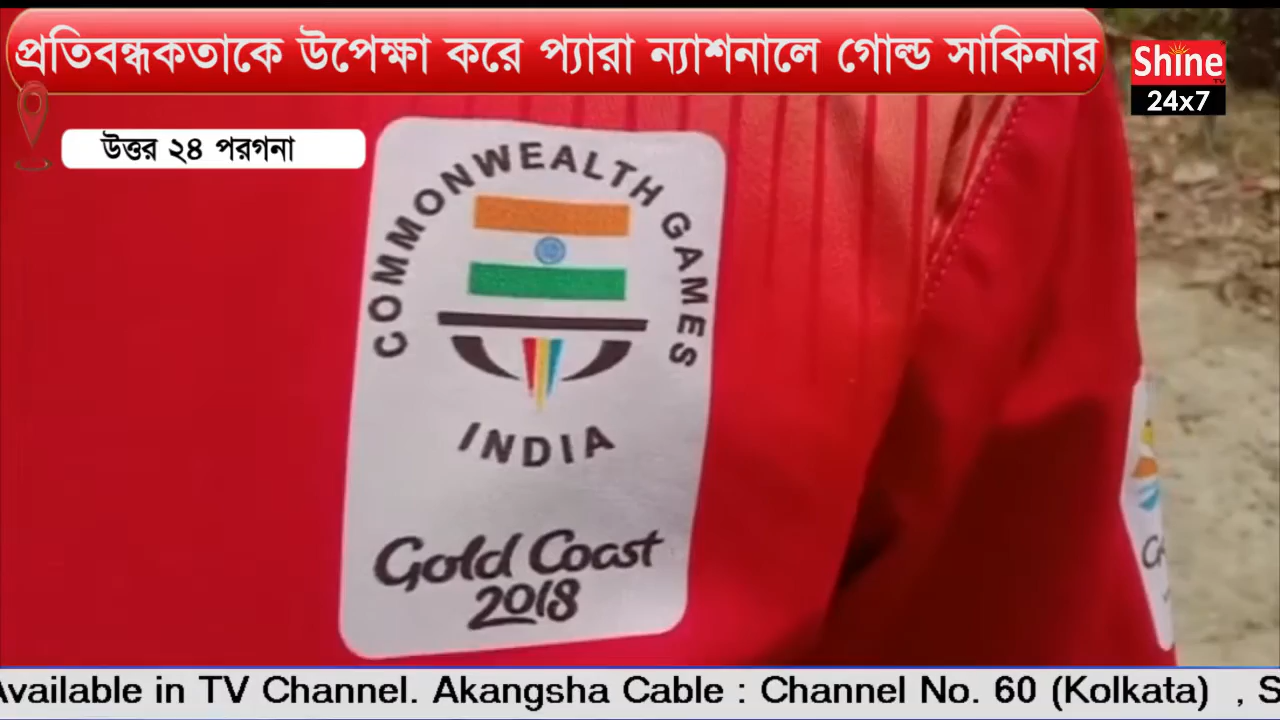 প্রতিবন্ধকতাকে উপেক্ষা করে প্যারা ন্যাশনালে গোল্ড সাকিনার
Shine
TV
24x7
উত্তর ২৪ পরগনা
COMMONWEALTH GAMES
INDIA
Gold Coast
2018
Available in TV Channel. Akangsha Cable : Channel No. 60 (Kolkata) , S